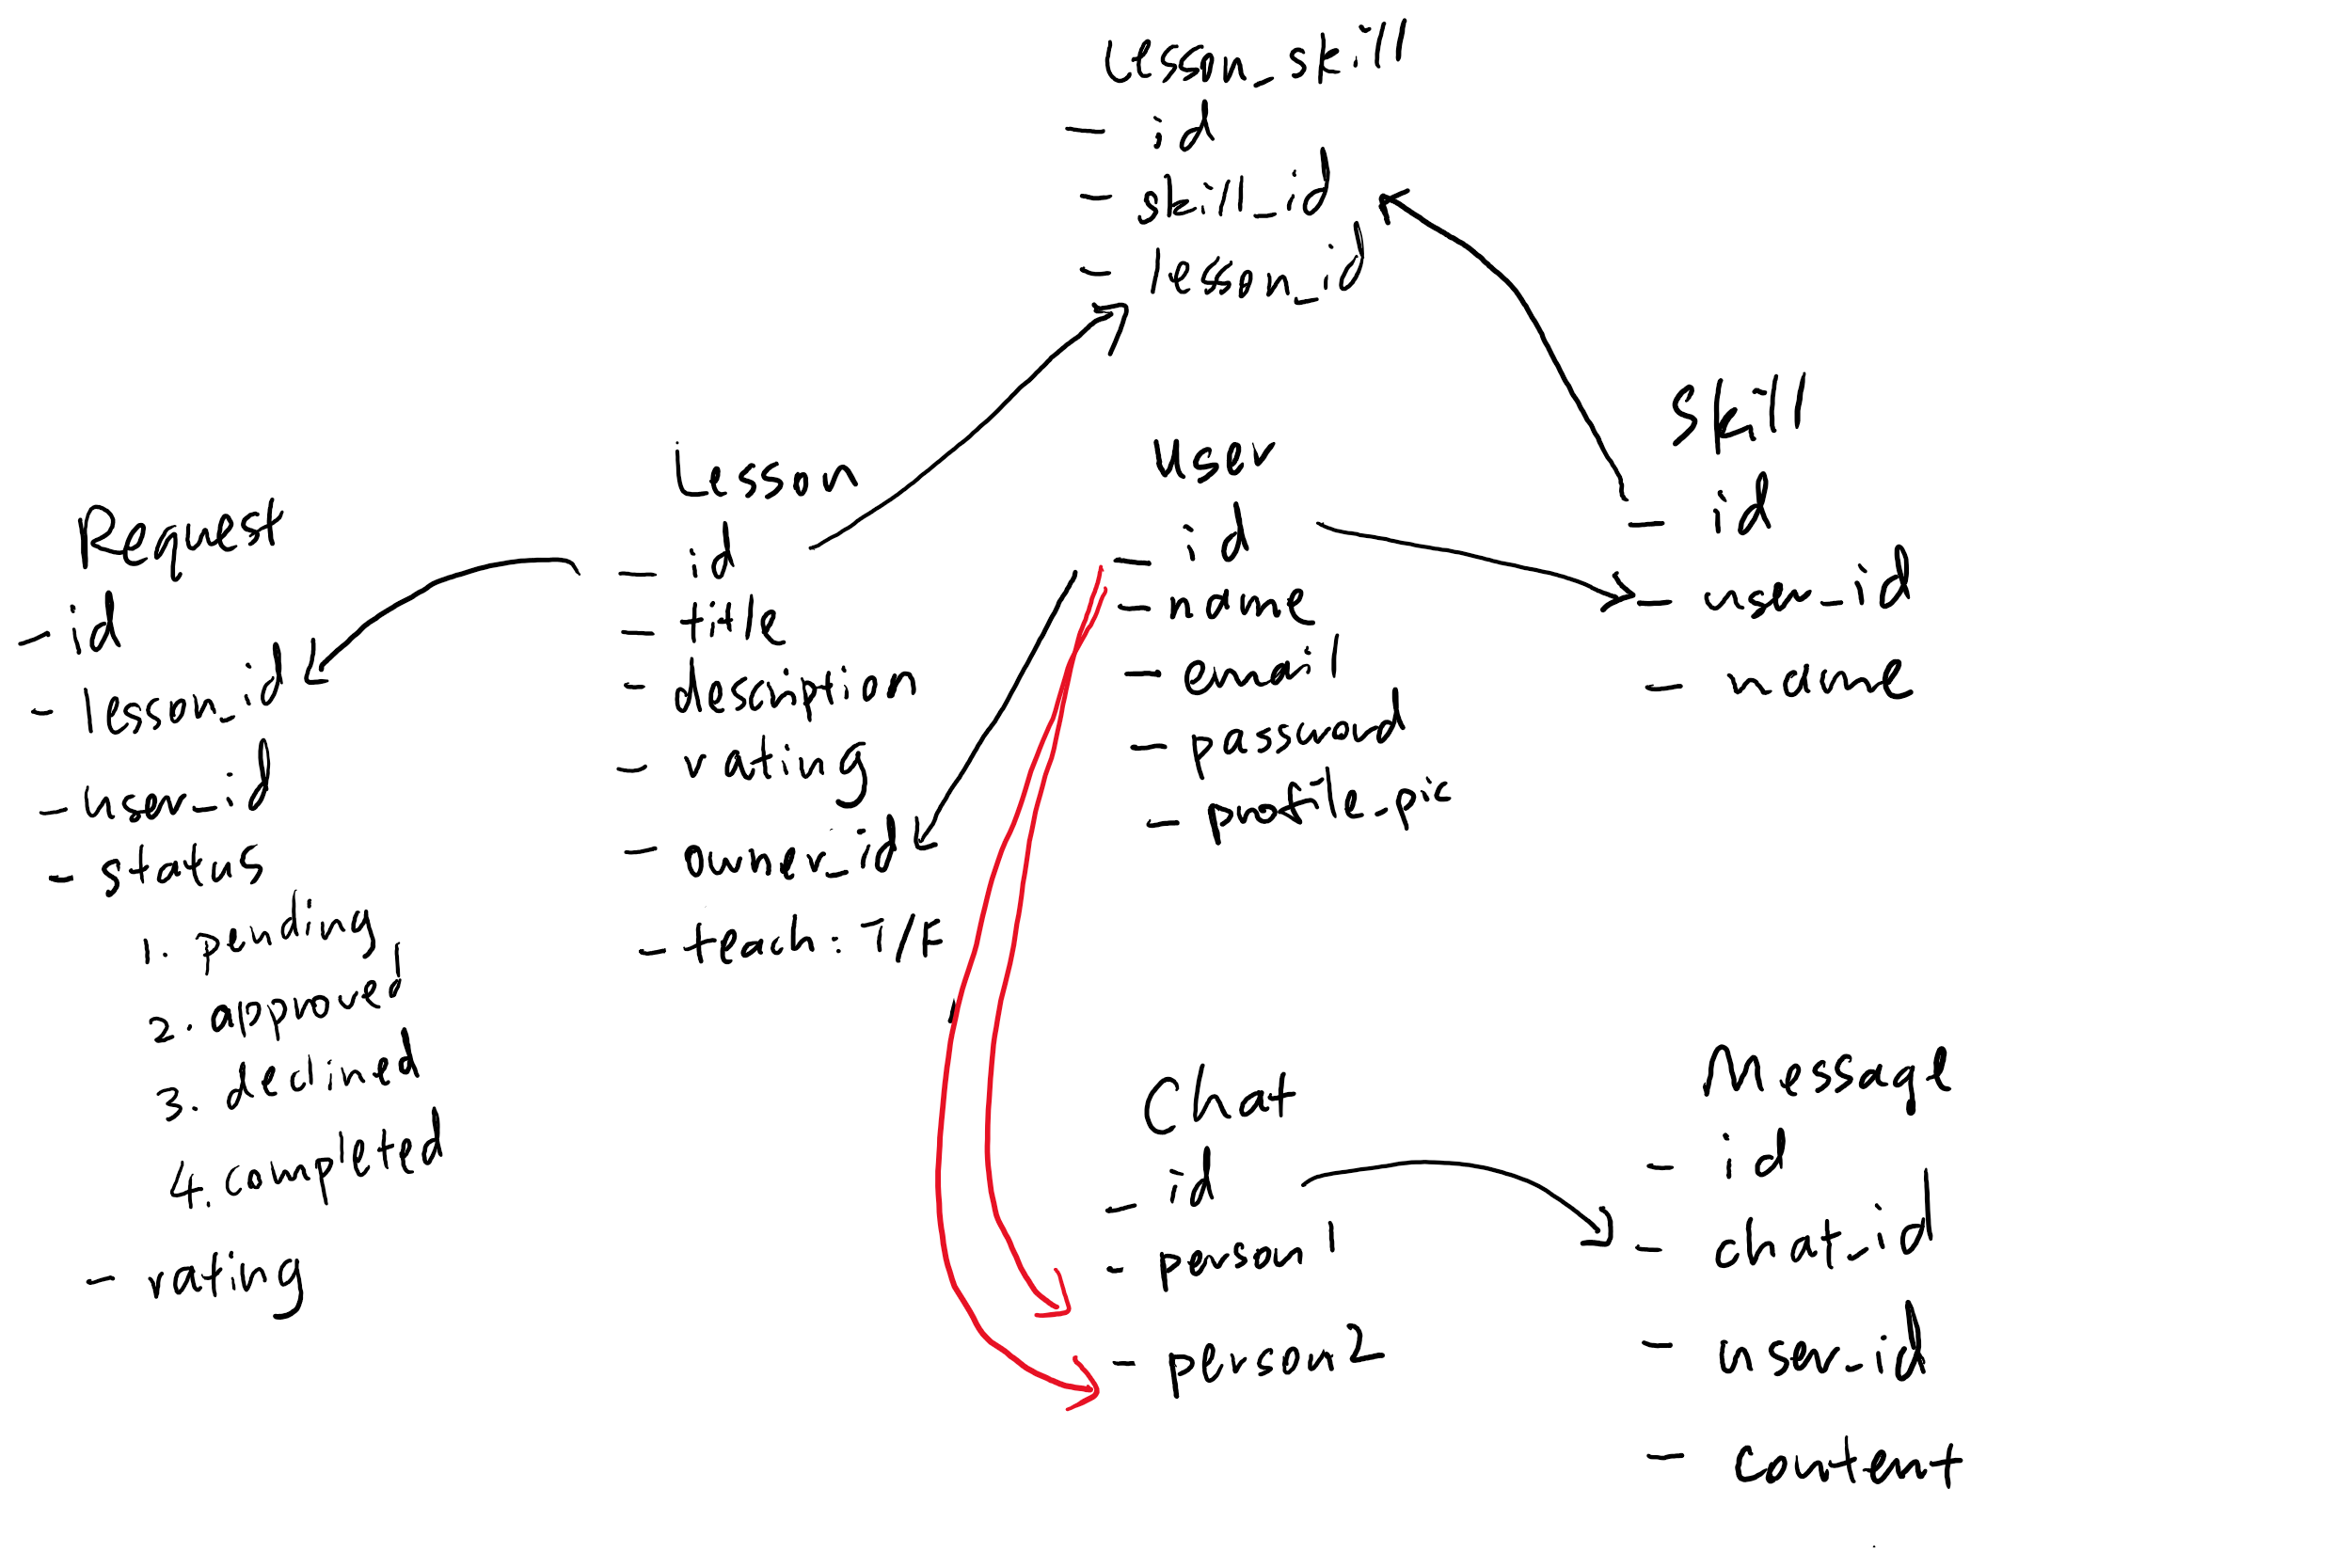 Lesson_skill
- id
- skill_id
- lesson_id
Request
- id
- lesson_id
- user_id
- status
1. pending
2. approved
3. declined
4. completed
- rating
Lesson
- id
- title
- description
- rating
- owner_id
- teach: T/F
User
- id
- name
- email
- password
- profile_pic
Skill
- id
- user_id
- name
Chat
- id
- person1
- person2
Message
- id
- chat_id
- user_id
- content